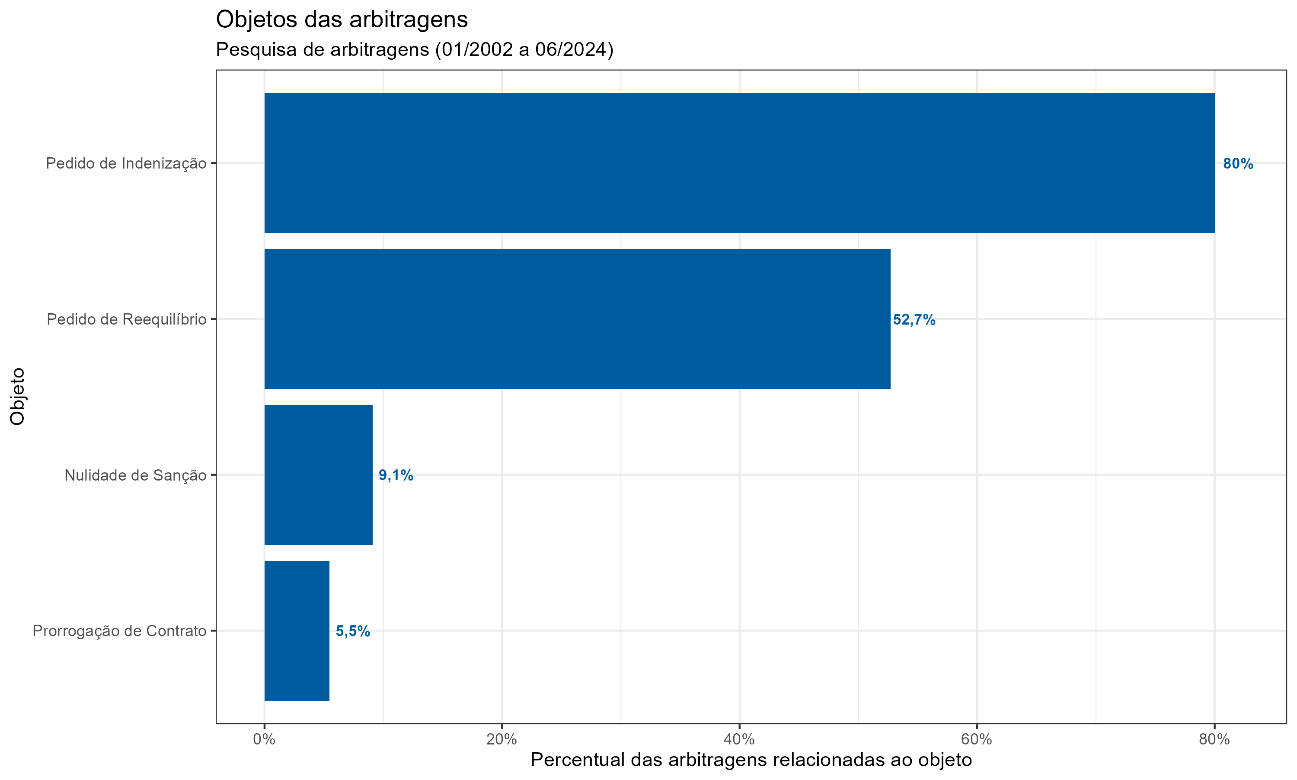 Objetos das arbitragens
Pesquisa de arbitragens (01/2002 a 06/2024)
Objeto
Pedido de Indenização
80%
Pedido de Reequilíbrio
52,7%
Nulidade de Sanção
9,1%
Prorrogação de Contrato
5,5%
0%
20%
40%
60%
80%
Percentual das arbitragens relacionadas ao objeto